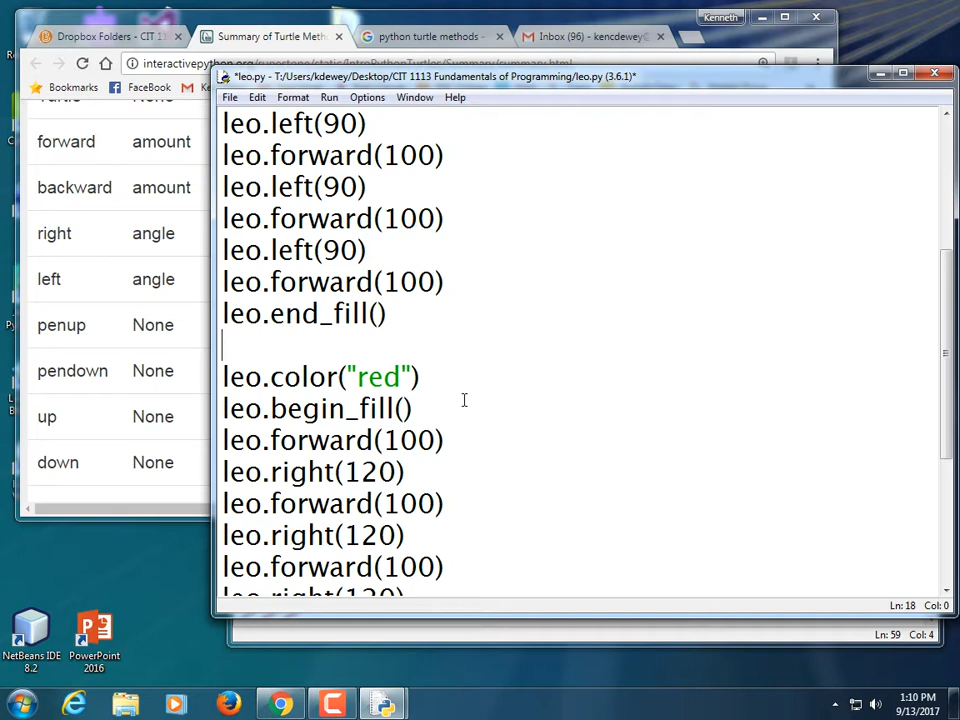 Kenneth
Dropbox Folders - CIT 11
Summary of Turtle Meth
python turtle methods -
Inbox (96) - kencdewey@
Bookmarks
FaceBook
*leo.py - T:/Users/kdewey/Desktop/CIT 1113 Fundamentals of Programming/leo.py (3.6.1)*
File Edit Format Run Options Window Help
leo.left(90)
leo.forward(100)
leo.left(90)
leo.forward(100)
leo.left(90)
leo.forward(100)
leo.end_fill()
leo.color("red")
leo.begin_fill()
leo.forward(100)
leo.right(120)
leo.forward(100)
leo.right(120)
leo.forward(100)
leo.right(120)
Ln: 18 Col: 0
Ln: 59 Col: 4
forward amount
backward amount
right angle
left angle
penup None
pendown None
up None
down None
NetBeans IDE
8.2
PowerPoint
2016
1:10 PM
9/13/2017